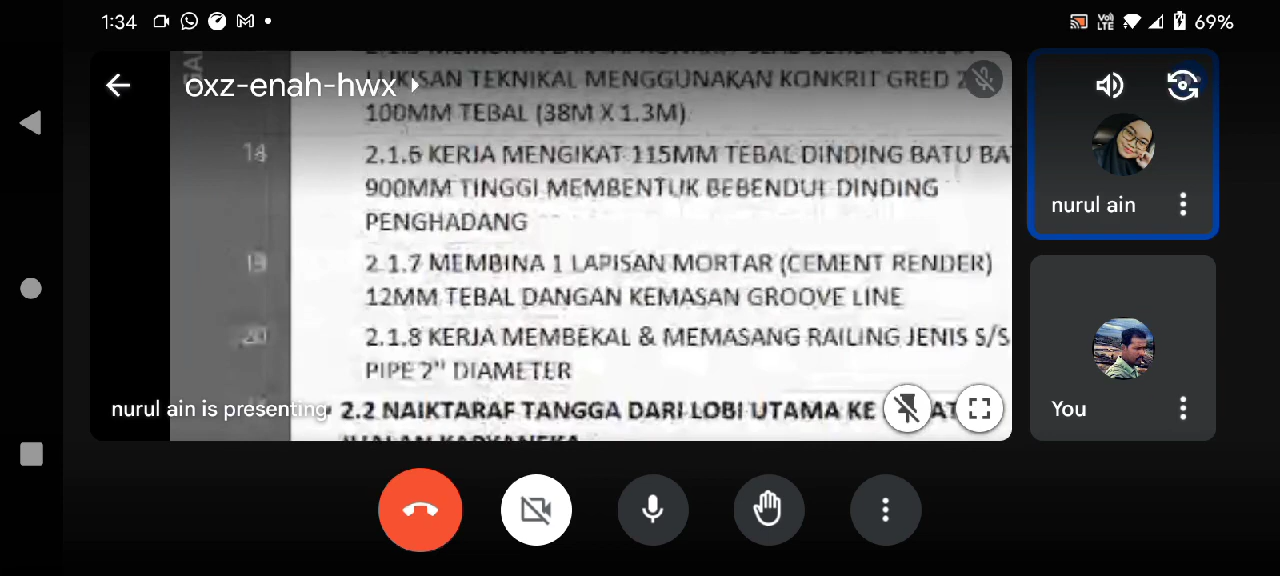 1:34
69%
oxz-enah-hwx
LUKISAN TEKNIKAL MENGGUNAKAN KONKRIT GRED
100MM TEBAL (38M X 1.3M)
2.1.6 KERJA MENGIKAT 115MM TEBAL DINDING BATU BA
900MM TINGGI MEMBENTUK BEBENDUL DINDING
PENGHADANG
19
2.1.7 MEMBINA 1 LAPISAN MORTAR (CEMENT RENDER)
12MM TEBAL DANGAN KEMASAN GROOVE LINE
20
2.1.8 KERJA MEMBEKAL & MEMASANG RAILING JENIS S/S
PIPE 2" DIAMETER
2.2 NAIKTARAF TANGGA DARI LOBI UTAMA KE
nurul ain is presenting
nurul ain
You